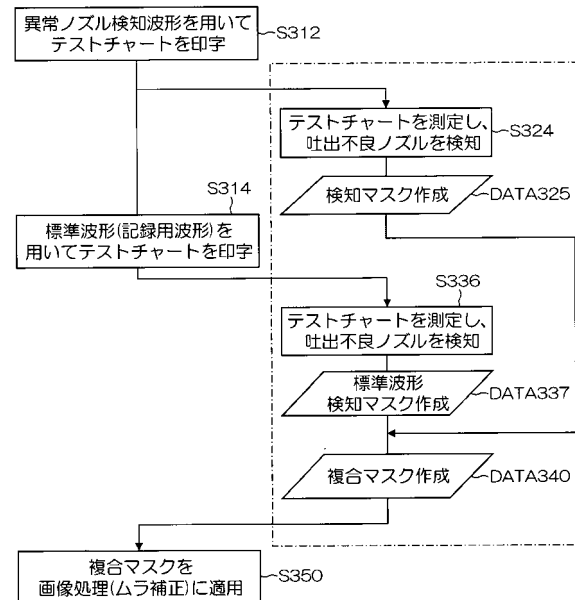 異常ノズル検知波形を用いて
テストチャートを印字
S312
テストチャートを測定し、
吐出不良ノズルを検知
S324
検知マスク作成
DATA325
S314
標準波形(記録用波形)を
用いてテストチャートを印字
S336
テストチャートを測定し、
吐出不良ノズルを検知
標準波形
検知マスク作成
DATA337
複合マスク作成
DATA340
複合マスクを
画像処理(ムラ補正)に適用
S350